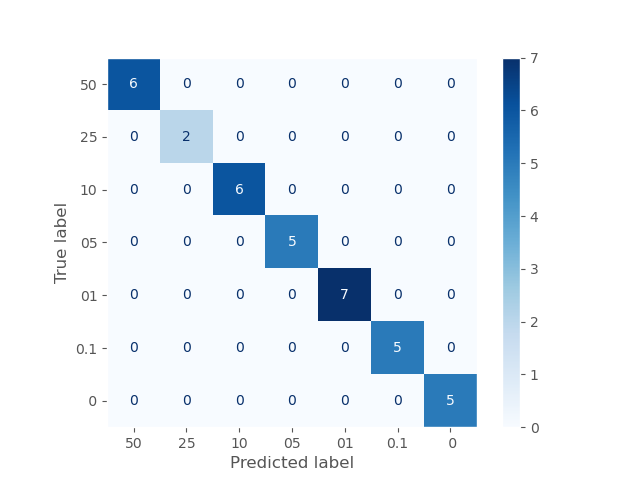 50 6 0 0 0 0 0 0
25 0 2 0 0 0 0 0
10 0 0 6 0 0 0 0
05 0 0 0 5 0 0 0
01 0 0 0 0 7 0 0
0.1 0 0 0 0 0 5 0
0 0 0 0 0 0 0 5
50 25 10 05 01 0.1 0
Predicted label
True label
7
6
5
4
3
2
1
0